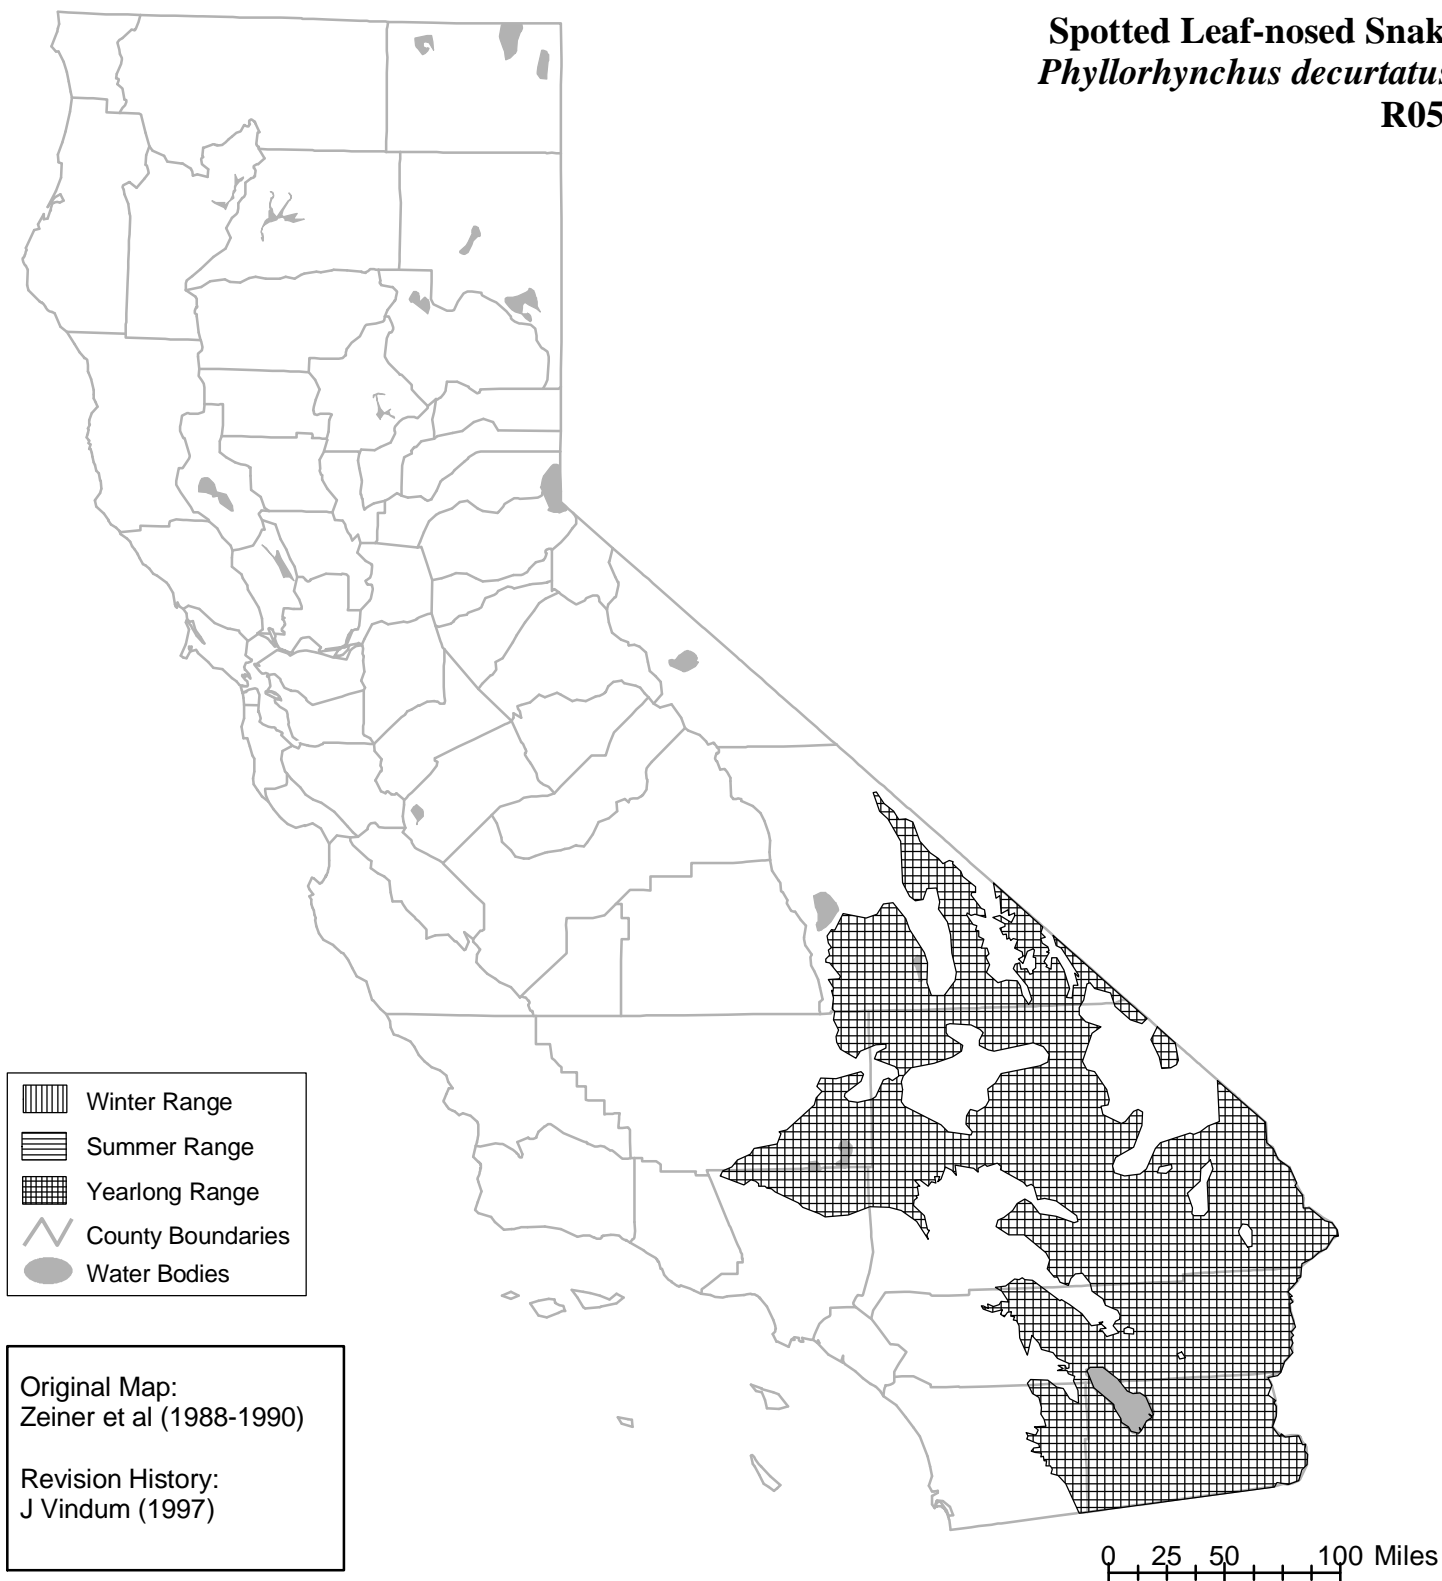 Spotted Leaf-nosed Snak
Phyllorhynchus decurtatus
R05
Winter Range
Summer Range
Yearlong Range
County Boundaries
Water Bodies
Original Map:
Zeiner et al (1988-1990)
Revision History:
J Vindum (1997)
0 25 50 100 Miles